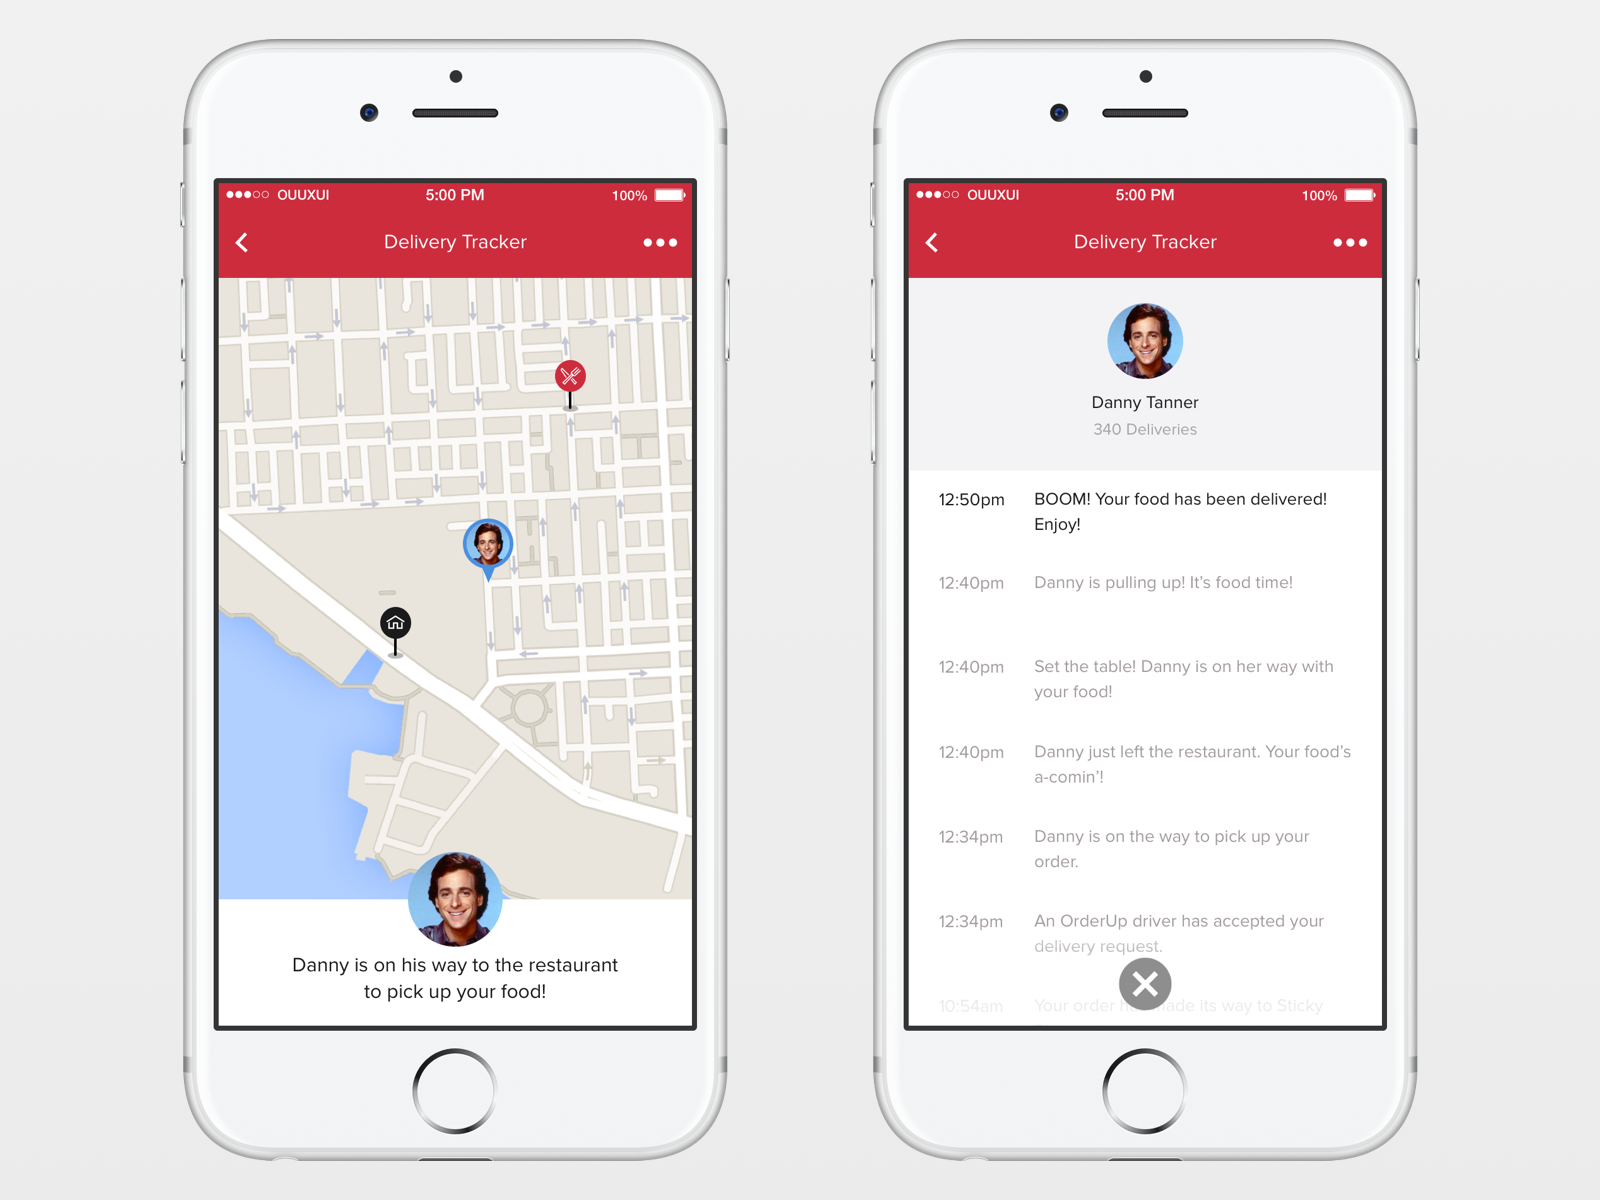 OUUXUI 5:00 PM 100%
Delivery Tracker
Danny is on his way to the restaurant
to pick up your food!
OUUXUI 5:00 PM 100%
Delivery Tracker
Danny Tanner
340 Deliveries
12:50pm BOOM! Your food has been delivered!
Enjoy!
12:40pm Danny is pulling up! It's food time!
12:40pm Set the table! Danny is on her way with
your food!
12:40pm Danny just left the restaurant. Your food's
a-comin'!
12:34pm Danny is on the way to pick up your
order.
12:34pm An OrderUp driver has accepted your
delivery request.
10:54am Your order its way to Sticky